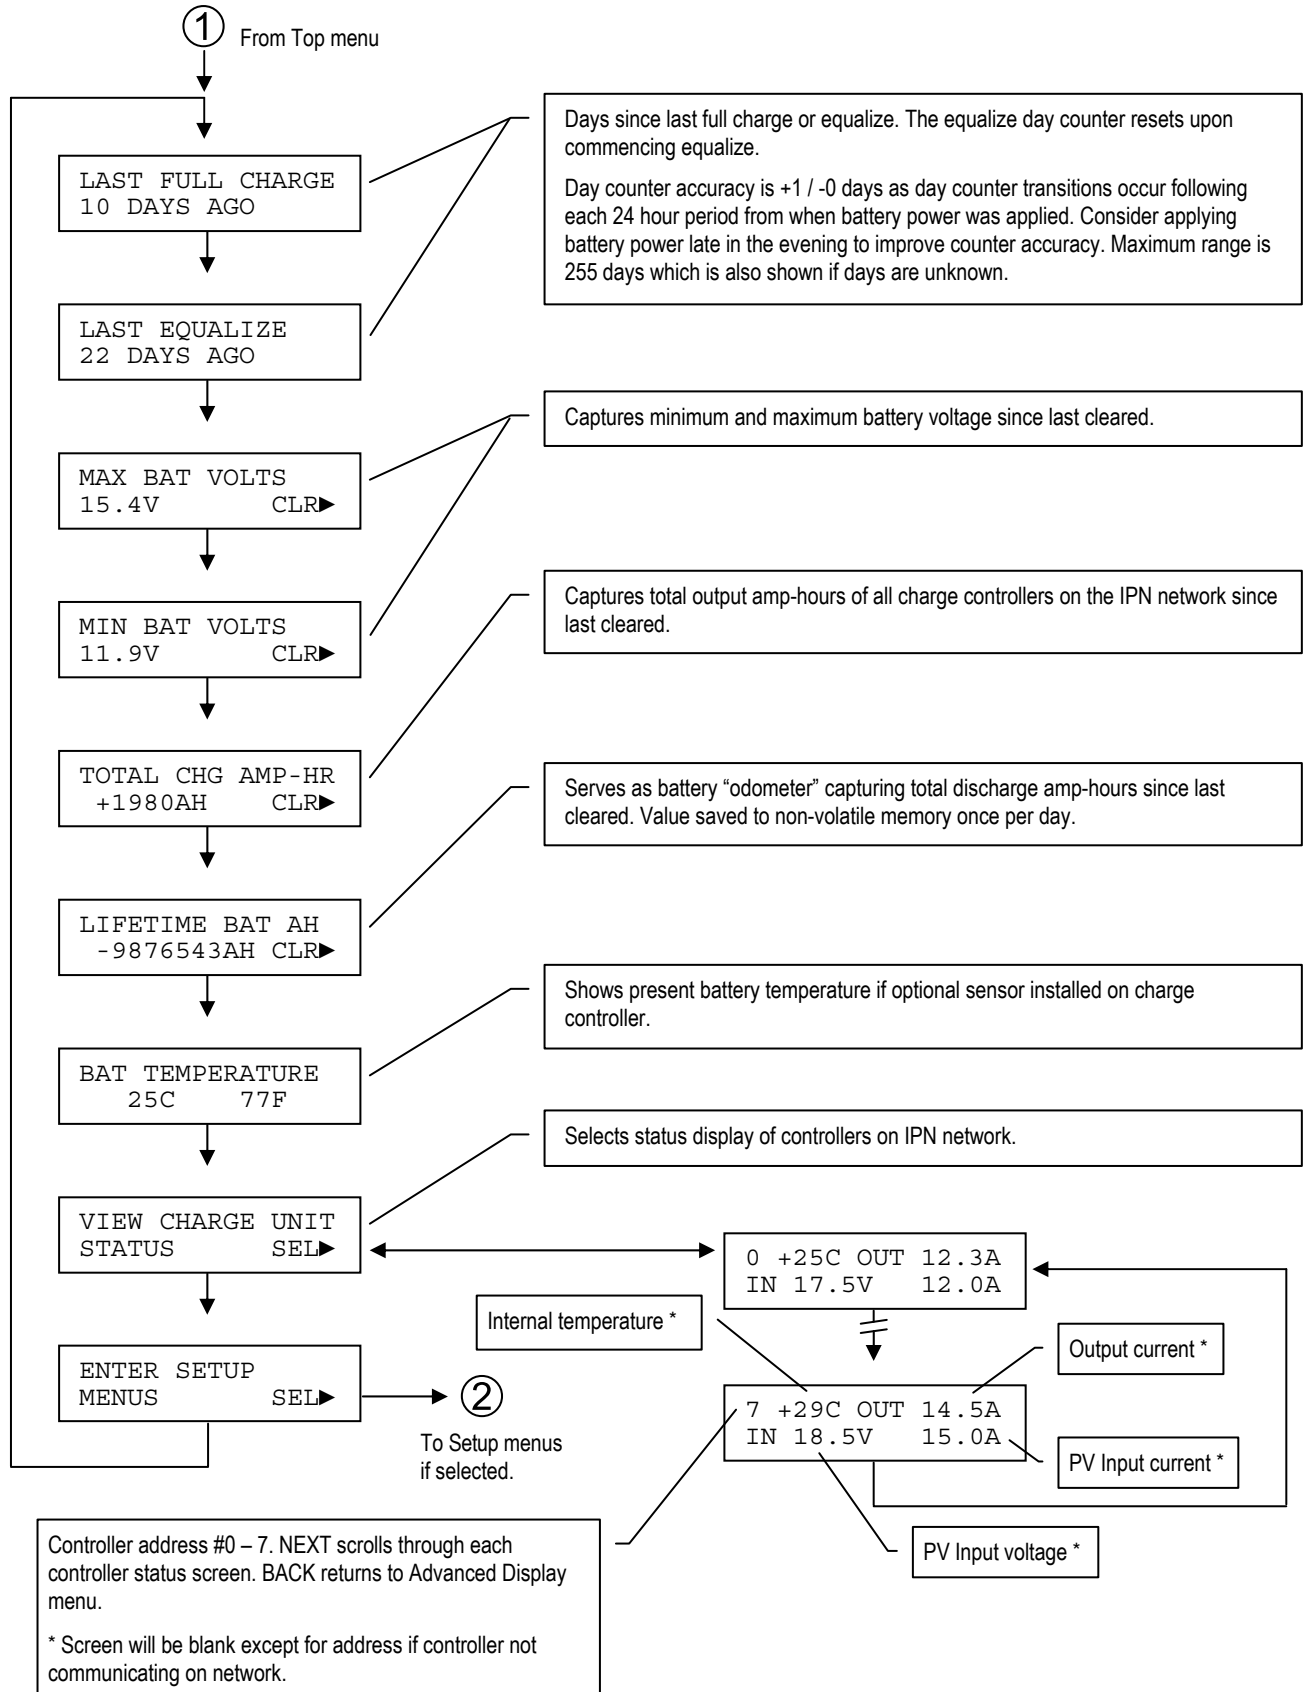 1 From Top menu
LAST FULL CHARGE
10 DAYS AGO
Days since last full charge or equalize. The equalize day counter resets upon
commencing equalize.
Day counter accuracy is +1 / -0 days as day counter transitions occur following
each 24 hour period from when battery power was applied. Consider applying
battery power late in the evening to improve counter accuracy. Maximum range is
255 days which is also shown if days are unknown.
LAST EQUALIZE
22 DAYS AGO
Captures minimum and maximum battery voltage since last cleared.
MAX BAT VOLTS
15.4V CLR►
MIN BAT VOLTS
11.9V CLR►
Captures total output amp-hours of all charge controllers on the IPN network since
last cleared.
TOTAL CHG AMP-HR
+1980AH CLR►
Serves as battery “odometer” capturing total discharge amp-hours since last
cleared. Value saved to non-volatile memory once per day.
LIFETIME BAT AH
-9876543AH CLR►
Shows present battery temperature if optional sensor installed on charge
controller.
BAT TEMPERATURE
25C 77F
Selects status display of controllers on IPN network.
VIEW CHARGE UNIT
STATUS SEL►
0 +25C OUT 12.3A
IN 17.5V 12.0A
Internal temperature *
Output current *
ENTER SETUP
MENUS SEL►
2
To Setup menus
if selected.
7 +29C OUT 14.5A
IN 18.5V 15.0A
PV Input current *
PV Input voltage *
Controller address #0 – 7. NEXT scrolls through each
controller status screen. BACK returns to Advanced Display
menu.
* Screen will be blank except for address if controller not
communicating on network.